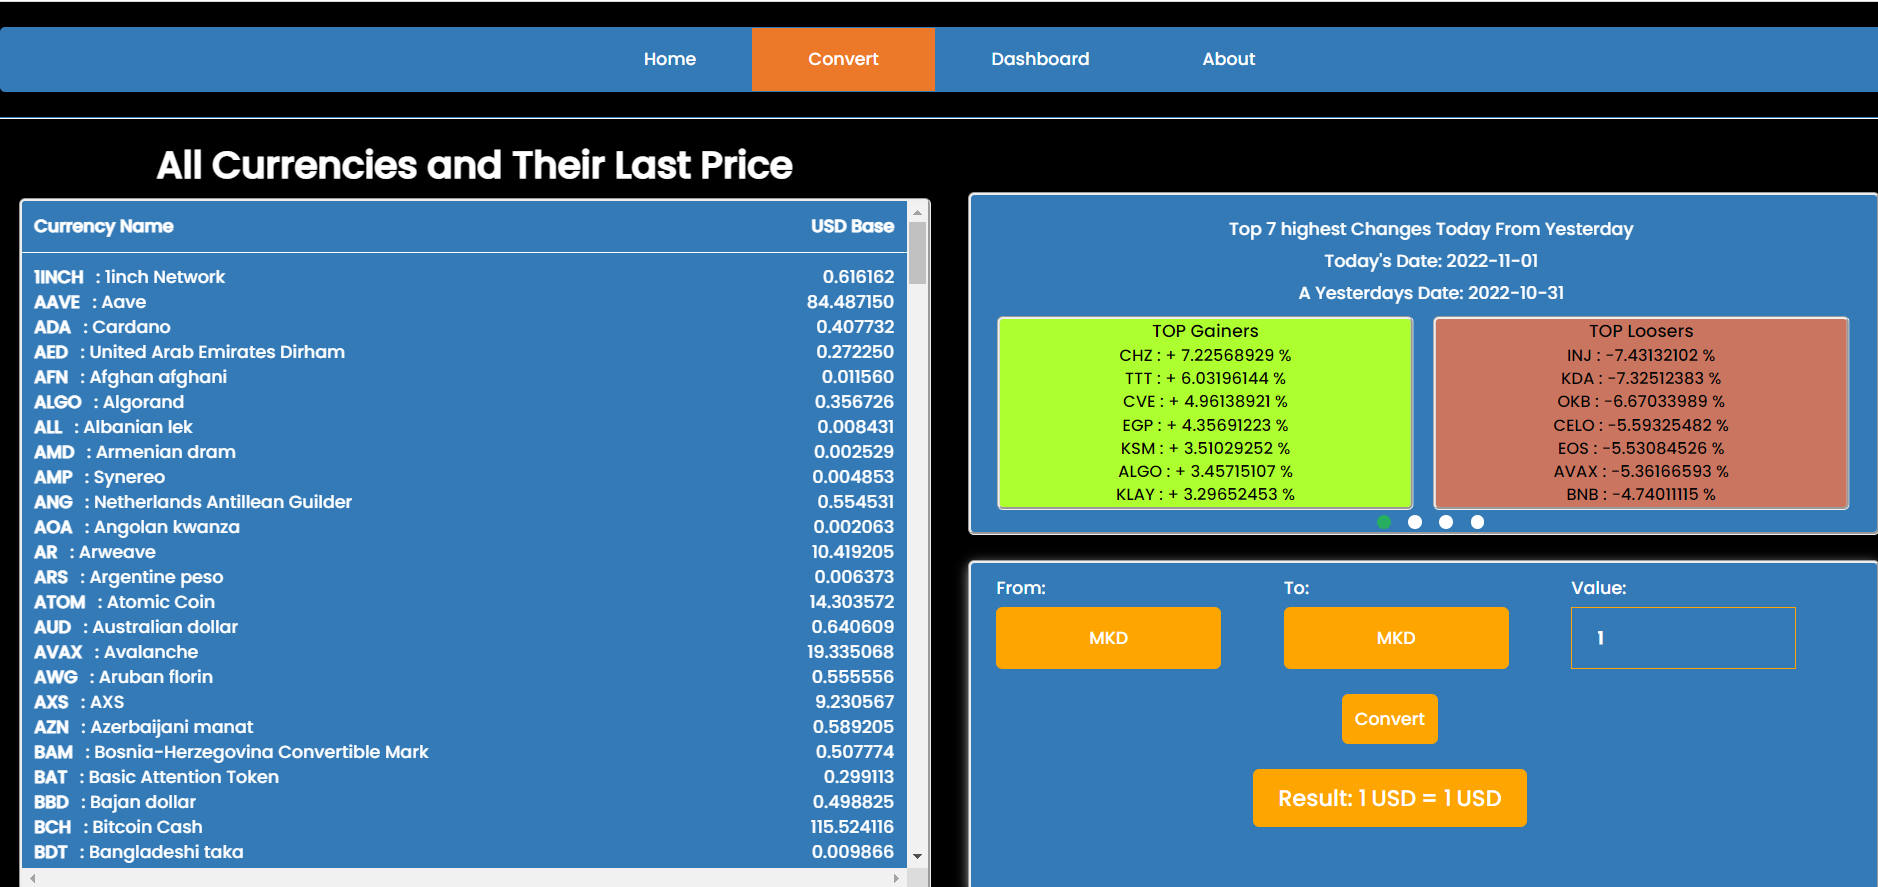 Home Convert Dashboard About
All Currencies and Their Last Price
Currency Name USD Base
1INCH : 1inch Network 0.616162
AAVE : Aave 84.487150
ADA : Cardano 0.407732
AED : United Arab Emirates Dirham 0.272250
AFN : Afghan afghani 0.011560
ALGO : Algorand 0.356726
ALL : Albanian lek 0.008431
AMD : Armenian dram 0.002529
AMP : Synereo 0.004853
ANG : Netherlands Antillean Guilder 0.554531
AOA : Angolan kwanza 0.002063
AR : Arweave 10.419205
ARS : Argentine peso 0.006373
ATOM : Atomic Coin 14.303572
AUD : Australian dollar 0.640609
AVAX : Avalanche 19.335068
AWG : Aruban florin 0.555556
AXS : AXS 9.230567
AZN : Azerbaijani manat 0.589205
BAM : Bosnia-Herzegovina Convertible Mark 0.507774
BAT : Basic Attention Token 0.299113
BBD : Bajan dollar 0.498825
BCH : Bitcoin Cash 115.524116
BDT : Bangladeshi taka 0.009866
Top 7 highest Changes Today From Yesterday
Today's Date: 2022-11-01
A Yesterdays Date: 2022-10-31
TOP Gainers
CHZ : + 7.22568929 %
TTT : + 6.03196144 %
CVE : + 4.96138921 %
EGP : + 4.35691223 %
KSM : + 3.51029252 %
ALGO : + 3.45715107 %
KLAY : + 3.29652453 %
TOP Loosers
INJ : -7.43132102 %
KDA : -7.32512383 %
OKB : -6.67033989 %
CELO : -5.59325482 %
EOS : -5.53084526 %
AVAX : -5.36166593 %
BNB : -4.74011115 %
From: To: Value:
MKD MKD 1
Convert
Result: 1 USD = 1 USD